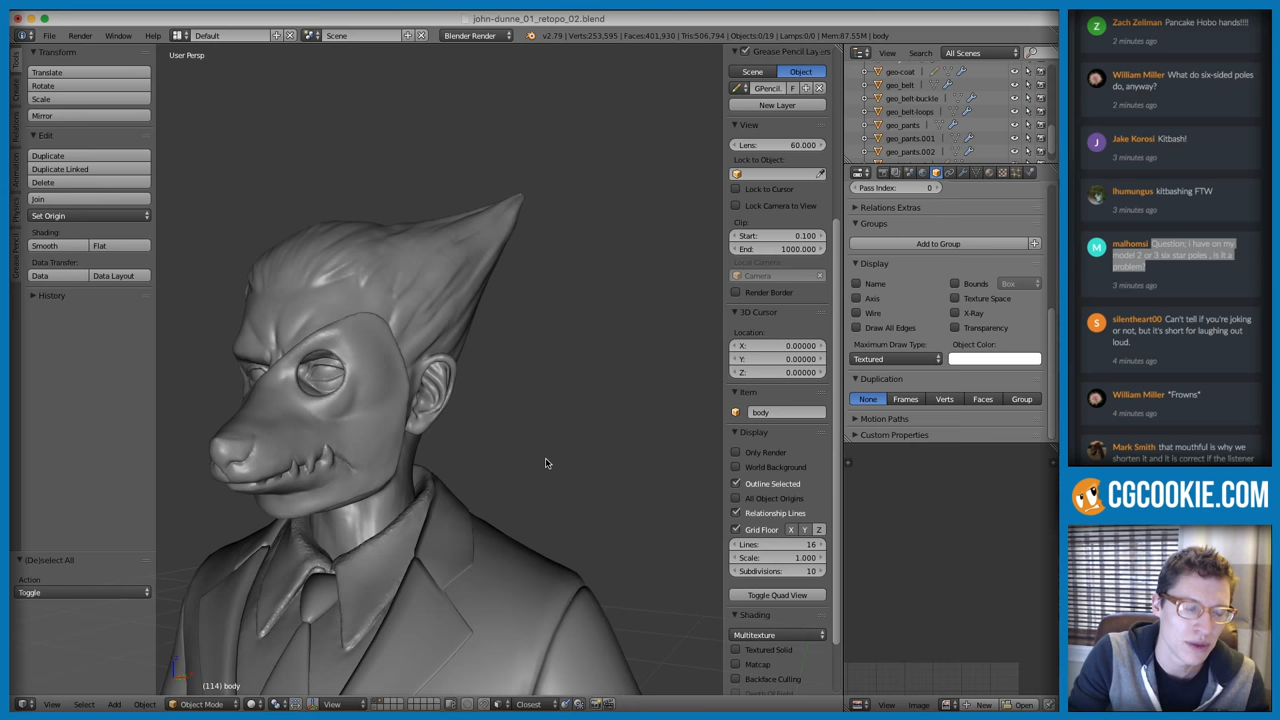 john-dunne_01_retopo_02.blend
File Render Window Help Default Scene Blender Render v2.79 | Verts:253,595 | Faces:401,930 | Tris:506,794 | Objects:0/19 | Lamps:0/0 | Mem:87.55M | body
Tools
Create
Relations
Animation
Physics
Grease Pencil
Transform
Translate
Rotate
Scale
Mirror
Edit
Duplicate
Duplicate Linked
Delete
Join
Set Origin
Shading:
Smooth Flat
Data Transfer:
Data Data Layout
History
(De)select All
Action
Toggle
User Persp
(114) body
View Select Add Object Object Mode View Closest
Grease Pencil Layers
Scene Object
GPencil. F
New Layer
View
Lens: 60.000
Lock to Object:
Lock to Cursor
Lock Camera to View
Clip:
Start: 0.100
End: 1000.000
Local Camera:
Camera
Render Border
3D Cursor
Location:
X: 0.00000
Y: 0.00000
Z: 0.00000
Item
body
Display
Only Render
World Background
Outline Selected
All Object Origins
Relationship Lines
Grid Floor X Y Z
Lines: 16
Scale: 1.000
Subdivisions: 10
Toggle Quad View
Shading
Multitexture
Textured Solid
Matcap
Backface Culling
Depth Of Field
View Search All Scenes
geo-coat
geo_belt
geo_belt-buckle
geo_belt-loops
geo_pants
geo_pants.001
geo_pants.002
Pass Index: 0
Relations Extras
Groups
Add to Group
Display
Name Bounds Box
Axis Texture Space
Wire X-Ray
Draw All Edges Transparency
Maximum Draw Type: Object Color:
Textured
Duplication
None Frames Verts Faces Group
Motion Paths
Custom Properties
View Image New Open
Z
Zach Zellman Pancake Hobo hands!!!!
2 minutes ago
William Miller What do six-sided poles
do, anyway?
2 minutes ago
J
Jake Korosi Kitbash!
3 minutes ago
lhumungus kitbashing FTW
3 minutes ago
M
malhomsi Question; I have on my
model 2 or 3 six star poles , is it a
problem?
3 minutes ago
S
silentheart00 Can't tell if you're joking
or not, but it's short for laughing out
loud.
4 minutes ago
William Miller *Frowns*
4 minutes ago
Mark Smith that mouthful is why we
shorten it and it is correct if the listener
CGCOOKIE.COM